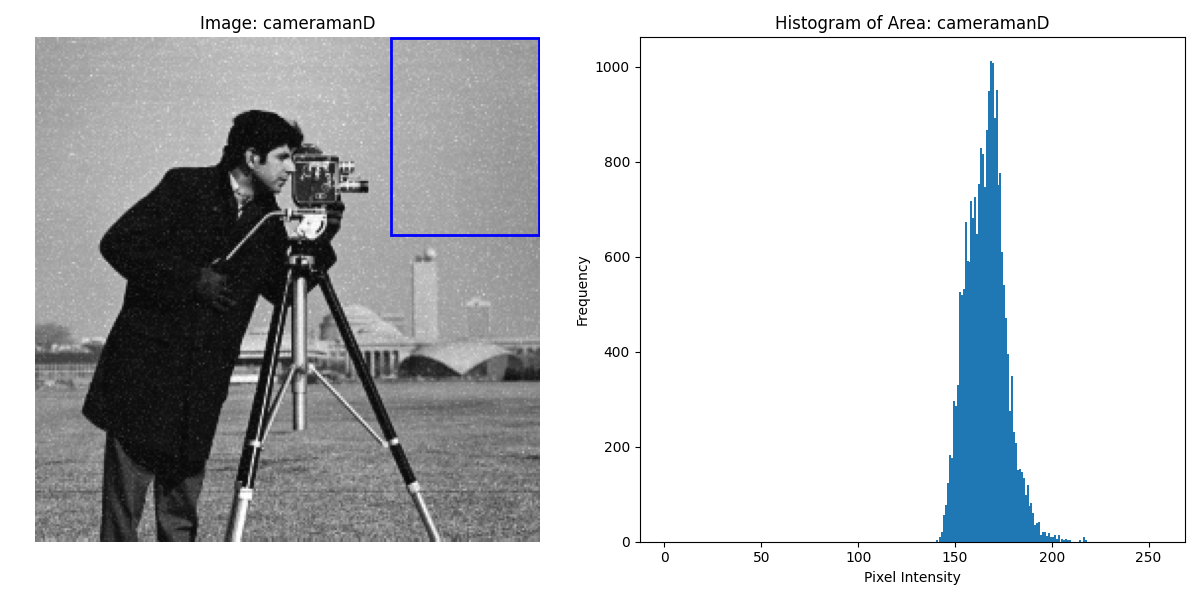 Image: cameramanD
Histogram of Area: cameramanD
1000
800
600
400
200
0
Frequency
0 50 100 150 200 250
Pixel Intensity